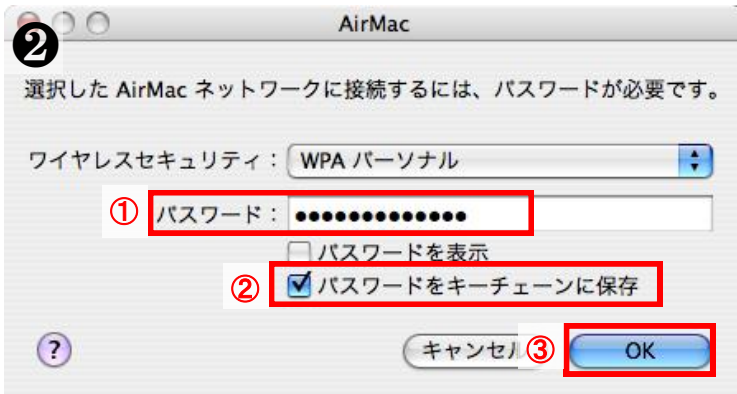 AirMac
❷
選択した AirMac ネットワークに接続するには、パスワードが必要です。
ワイヤレスセキュリティ： WPA パーソナル
① パスワード： •••••••••••••
パスワードを表示
② パスワードをキーチェーンに保存
? キャンセル ③ OK